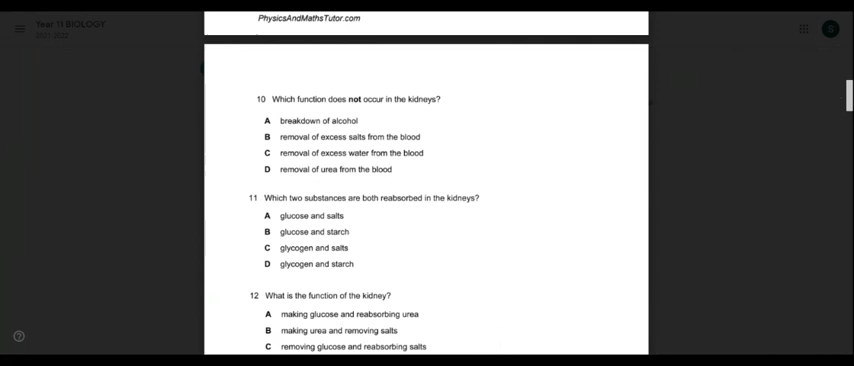 PhysicsAndMathsTutor.com
Year 11 BIOLOGY
2021-2022
S
10 Which function does not occur in the kidneys?
A breakdown of alcohol
B removal of excess salts from the blood
C removal of excess water from the blood
D removal of urea from the blood
11 Which two substances are both reabsorbed in the kidneys?
A glucose and salts
B glucose and starch
C glycogen and salts
D glycogen and starch
12 What is the function of the kidney?
A making glucose and reabsorbing urea
B making urea and removing salts
C removing glucose and reabsorbing salts